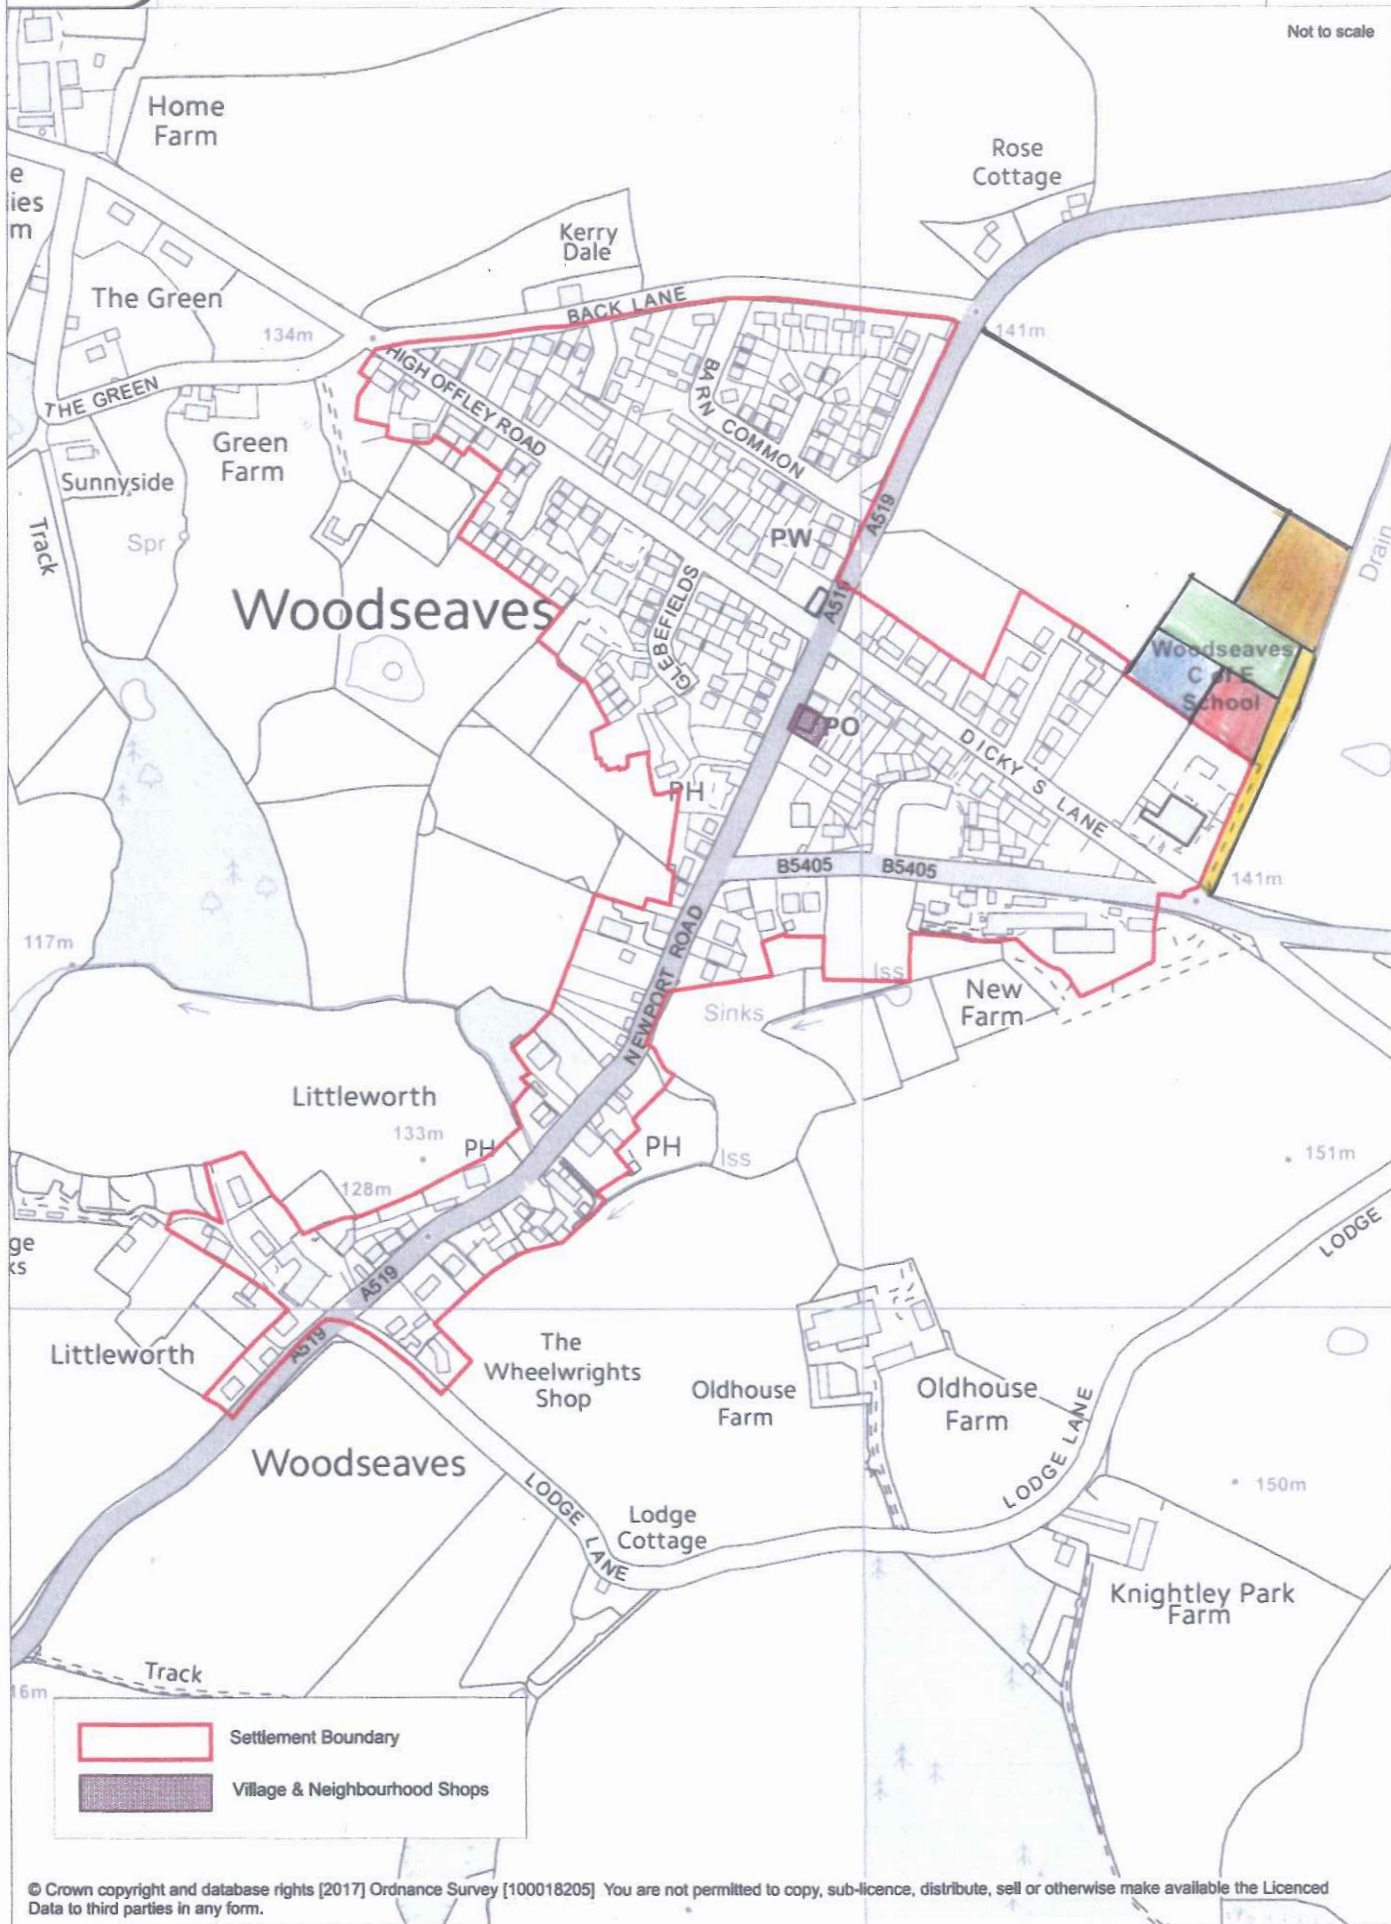 Not to scale
Home
Farm
Rose
Cottage
e
ies
m
Kerry
Dale
The Green
BACK LANE
134m
141m
HIGH OFFLEY ROAD
BARN COMMON
THE GREEN
Green
Farm
Sunnyside
Track
Spr
A519
PW
Drain
Woodseaves
GLEBEFIELDS
A519
Woodseaves
C of E
School
PO
DICKY S LANE
PH
B5405
B5405
141m
117m
NEWPORT ROAD
Iss
New
Farm
Sinks
Littleworth
133m
PH
PH
Iss
151m
128m
ge
ks
LODGE
A519
A519
Littleworth
The
Wheelwrights
Shop
Oldhouse
Farm
Oldhouse
Farm
Woodseaves
LODGE LANE
LODGE LANE
150m
Lodge
Cottage
Knightley Park
Farm
Track
16m
Settlement Boundary
Village & Neighbourhood Shops
© Crown copyright and database rights [2017] Ordnance Survey [100018205] You are not permitted to copy, sub-licence, distribute, sell or otherwise make available the Licenced
Data to third parties in any form.